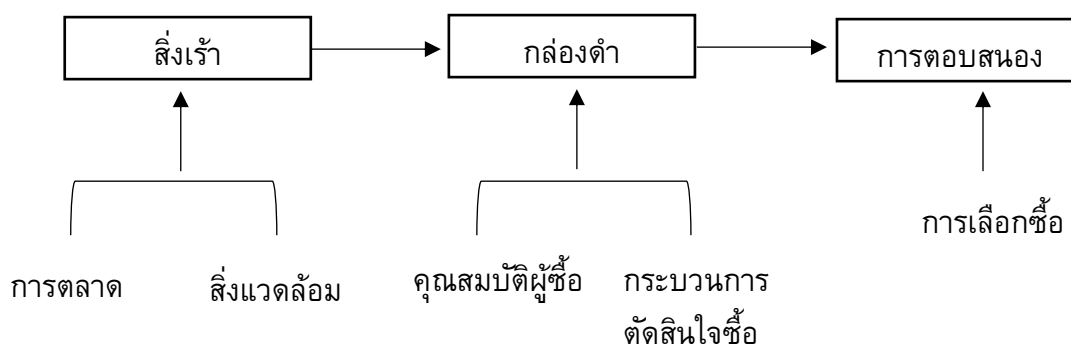 สิ่งเร้า
กล่องดำ
การตอบสนอง
การเลือกซื้อ
การตลาด
สิ่งแวดล้อม
คุณสมบัติผู้ซื้อ
กระบวนการ
ตัดสินใจซื้อ